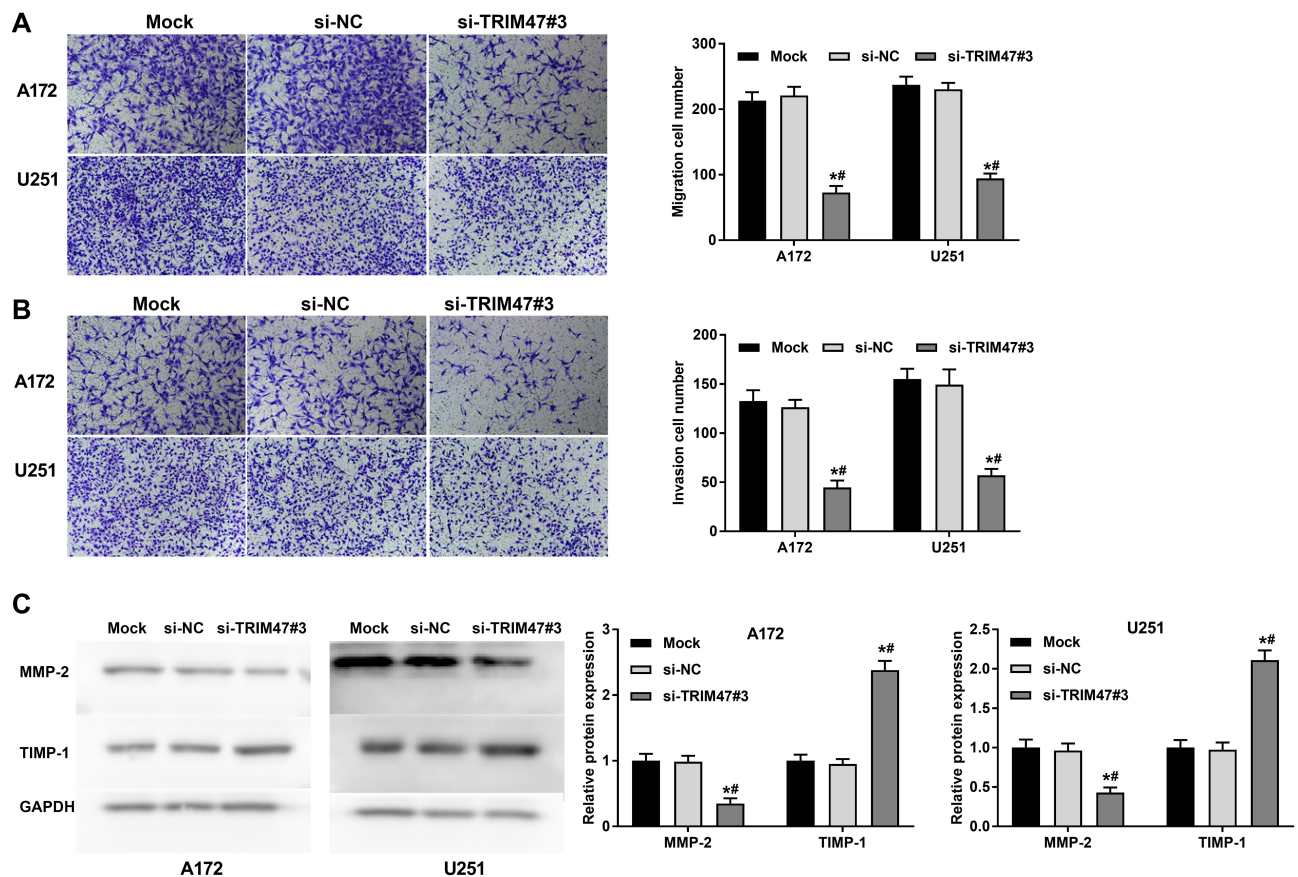 A
Mock si-NC si-TRIM47#3
A172
U251
Migration cell number
300
200
100
0
Mock si-NC si-TRIM47#3
*# *#
A172 U251
B
Mock si-NC si-TRIM47#3
A172
U251
Invasion cell number
200
150
100
50
0
Mock si-NC si-TRIM47#3
*# *#
A172 U251
C
Mock si-NC si-TRIM47#3
Mock si-NC si-TRIM47#3
MMP-2
TIMP-1
GAPDH
A172 U251
Relative protein expression
3
2
1
0
A172
Mock
si-NC
si-TRIM47#3
*# *#
MMP-2 TIMP-1
Relative protein expression
2.5
2.0
1.5
1.0
0.5
0.0
U251
Mock
si-NC
si-TRIM47#3
*# *#
MMP-2 TIMP-1